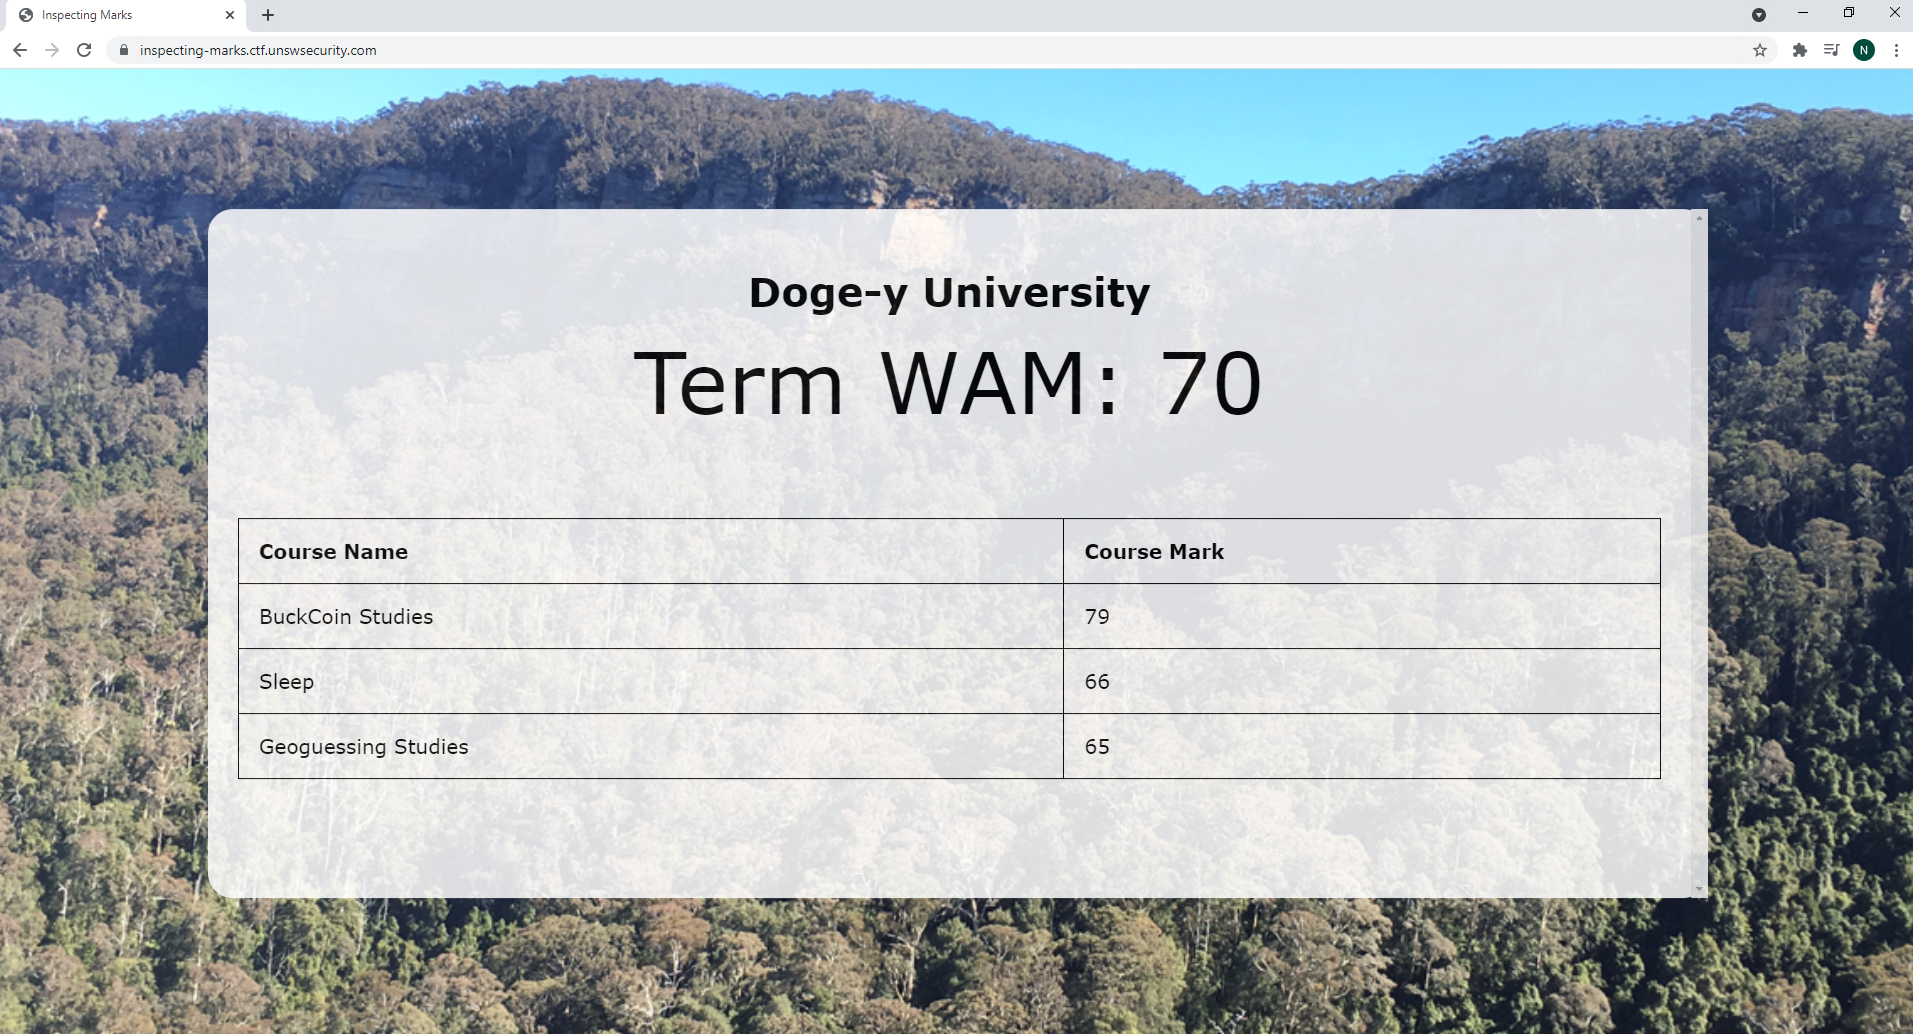 Inspecting Marks
inspecting-marks.ctf.unswsecurity.com
N
Doge-y University
Term WAM: 70
Course Name Course Mark
BuckCoin Studies 79
Sleep 66
Geoguessing Studies 65